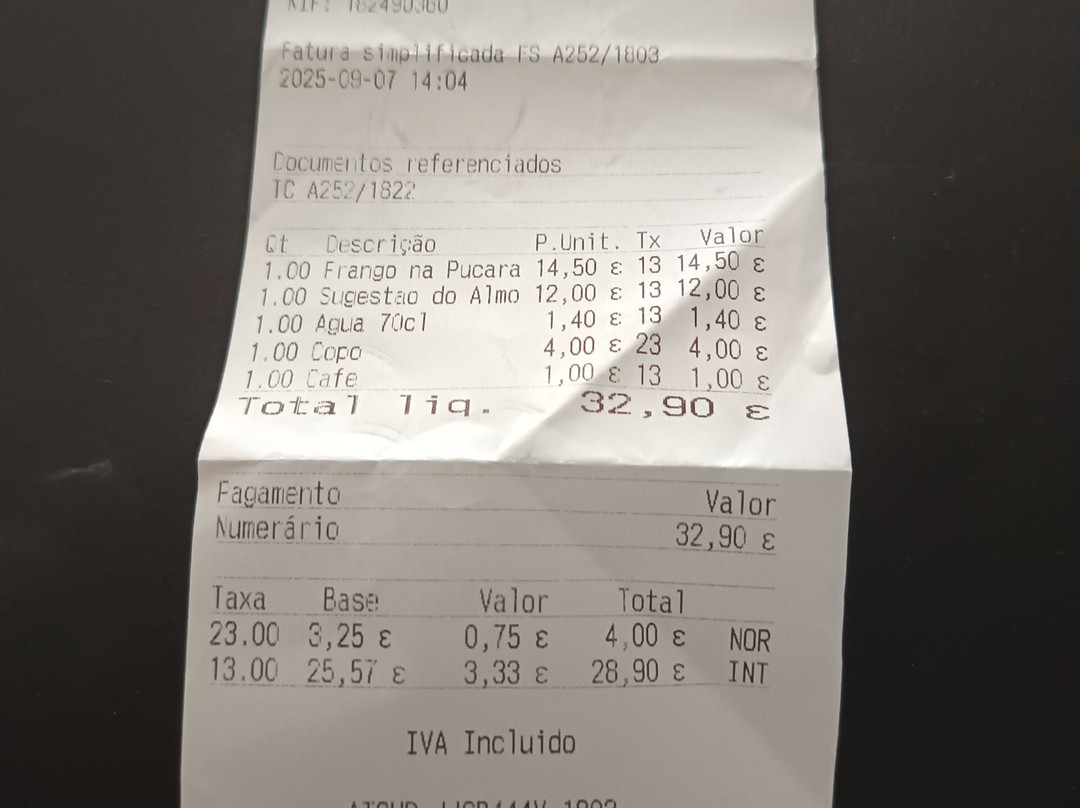 NIF: 182490360
Fatura simplificada FS A252/1803
2025-09-07 14:04
Documentos referenciados
TC A252/1822
Qt Descrição P.Unit. Tx Valor
1.00 Frango na Pucara 14,50 € 13 14,50 €
1.00 Sugestao do Almo 12,00 € 13 12,00 €
1.00 Agua 70cl 1,40 € 13 1,40 €
1.00 Copo 4,00 € 23 4,00 €
1.00 Cafe 1,00 € 13 1,00 €
Total liq. 32,90 €
Pagamento Valor
Numerário 32,90 €
Taxa Base Valor Total
23.00 3,25 € 0,75 € 4,00 € NOR
13.00 25,57 € 3,33 € 28,90 € INT
IVA Incluido